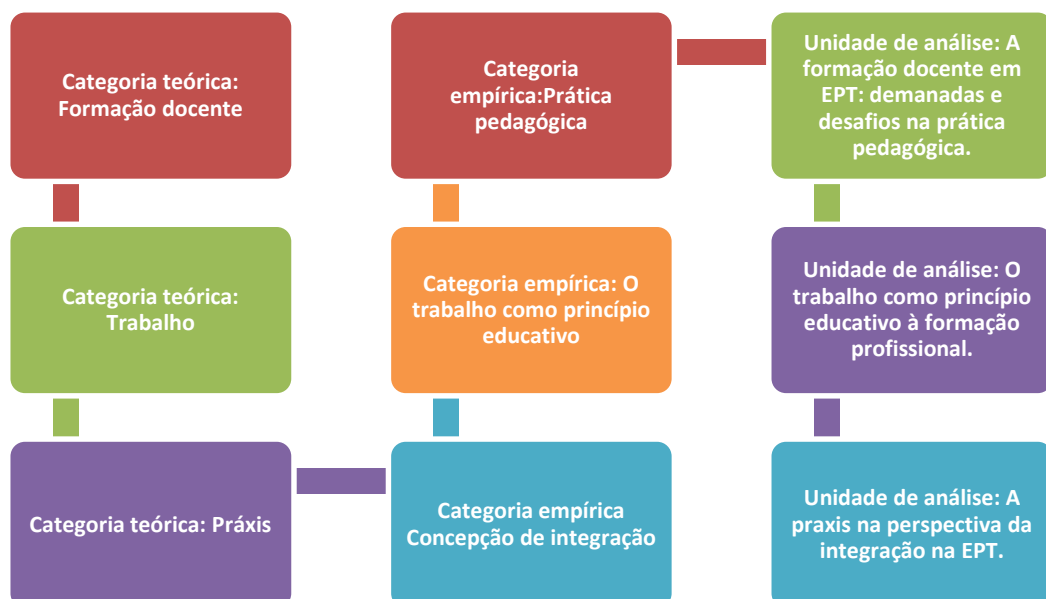 Categoria teórica:
Formação docente
Categoria teórica:
Trabalho
Categoria teórica: Práxis
Categoria empírica
Concepção de integração
Categoria empírica: O
trabalho como princípio
educativo
Categoria
empírica:Prática
pedagógica
Unidade de análise: A
formação docente em
EPT: demanadas e
desafios na prática
pedagógica.
Unidade de análise: O
trabalho como princípio
educativo à formação
profissional.
Unidade de análise: A
praxis na perspectiva da
integração na EPT.